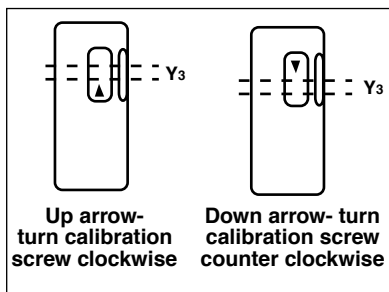 Y3
Y3
Up arrow-
turn calibration
screw clockwise
Down arrow- turn
calibration screw
counter clockwise